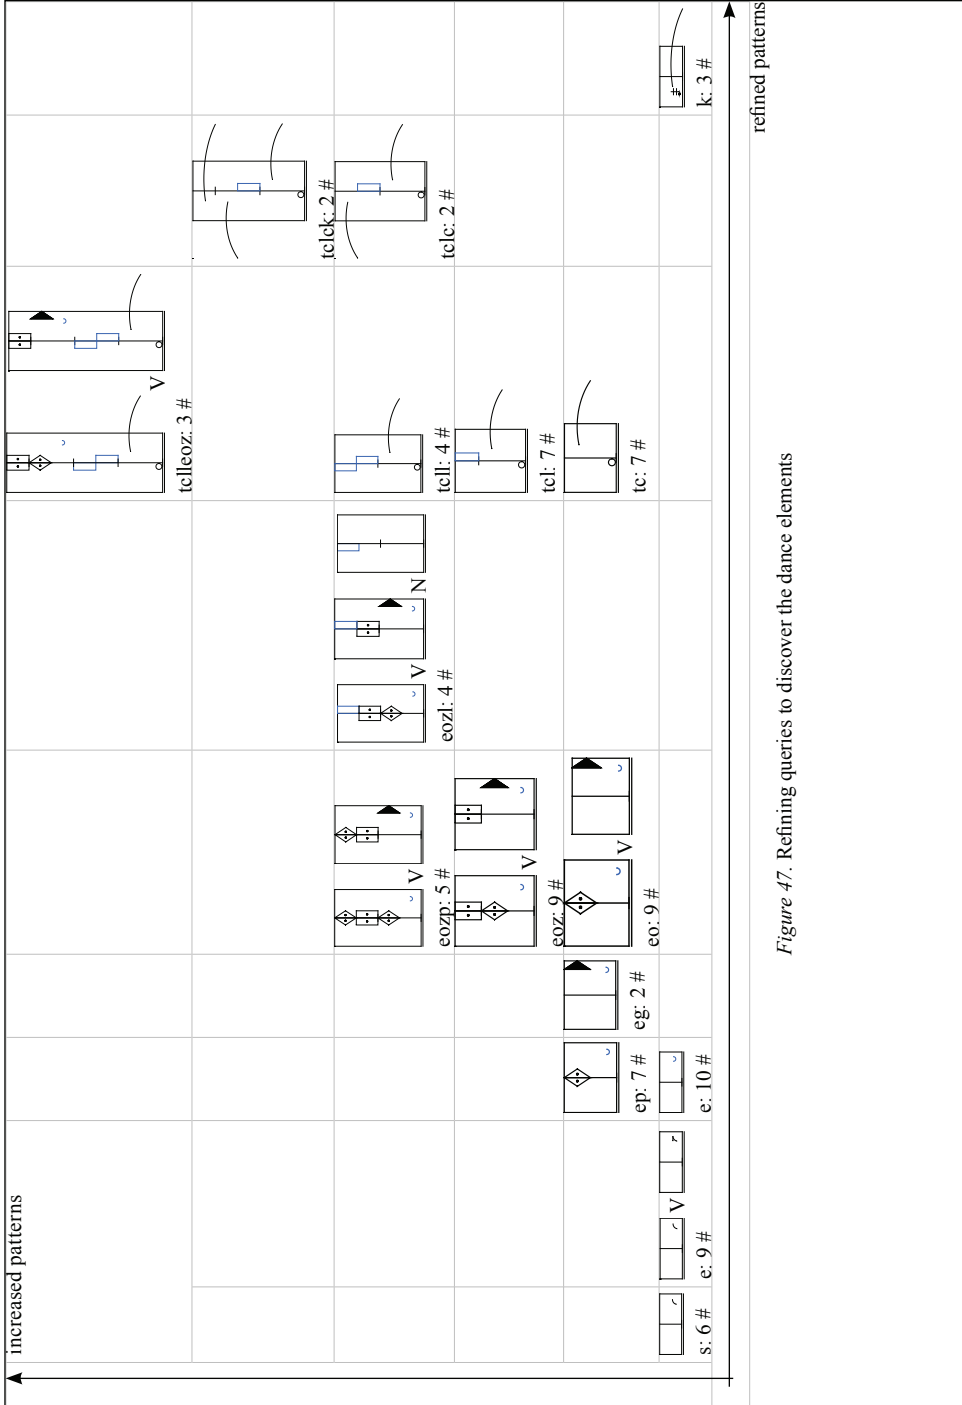 increased patterns
V
tclleoz: 3 #
tclck: 2 #
V
V
N
eozp: 5 #
eozl: 4 #
tcll: 4 #
tclc: 2 #
V
eoz: 9 #
tcl: 7 #
V
ep: 7 #
eg: 2 #
eo: 9 #
tc: 7 #
V
s: 6 #
e: 9 #
e: 10 #
k: 3 #
refined patterns
Figure 47. Refining queries to discover the dance elements